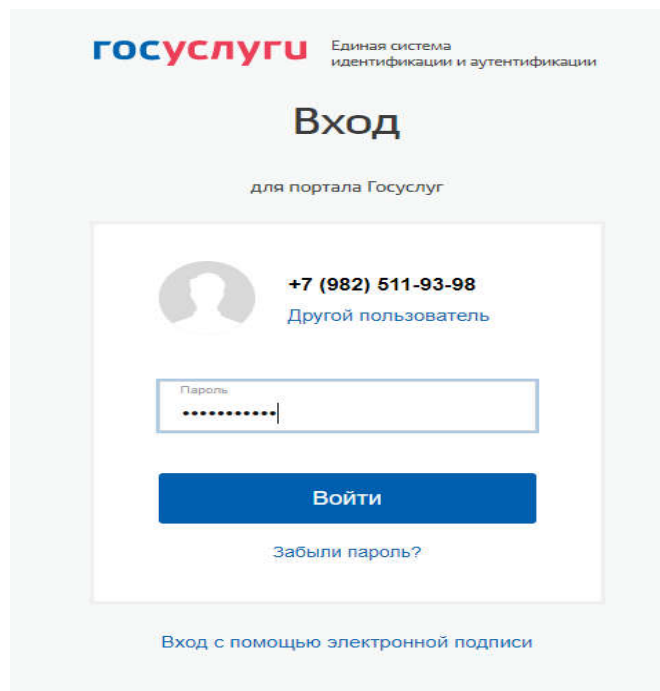 госуслуги
Единая система
идентификации и аутентификации
Вход
для портала Госуслуг
+7 (982) 511-93-98
Другой пользователь
Пароль
•••••••••••
Войти
Забыли пароль?
Вход с помощью электронной подписи